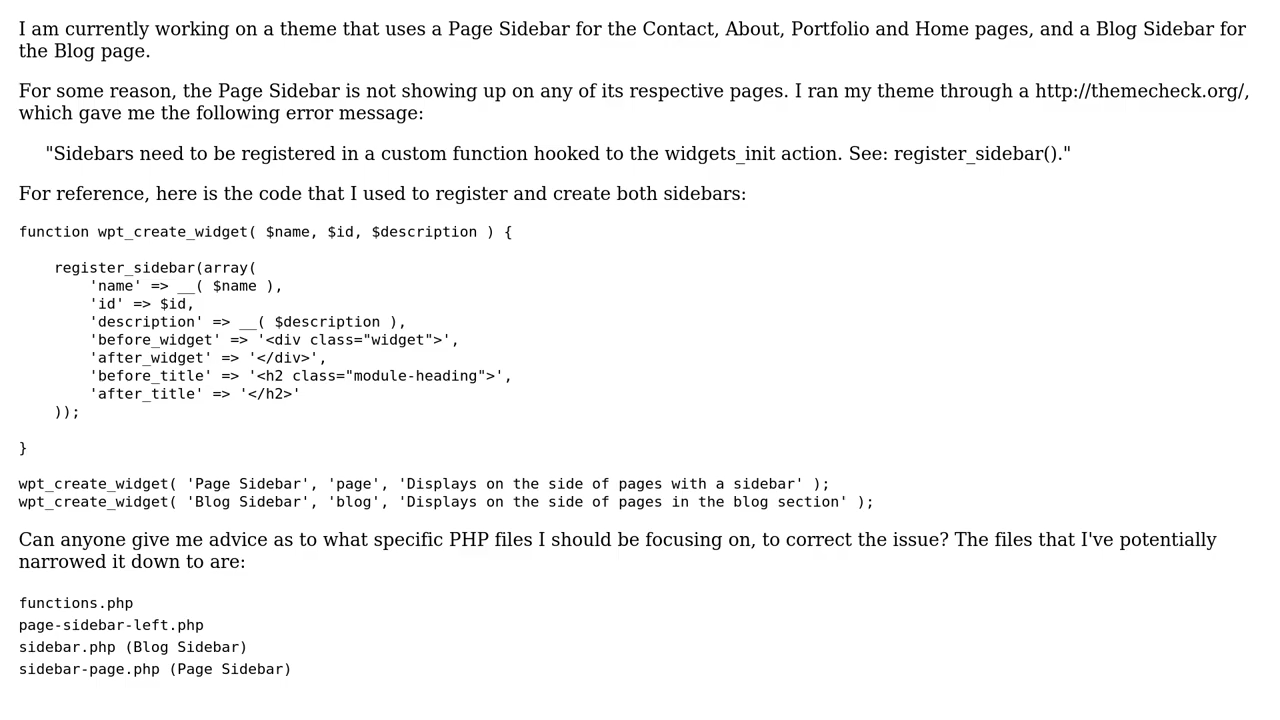 I am currently working on a theme that uses a Page Sidebar for the Contact, About, Portfolio and Home pages, and a Blog Sidebar for
the Blog page.
For some reason, the Page Sidebar is not showing up on any of its respective pages. I ran my theme through a http://themecheck.org/,
which gave me the following error message:
"Sidebars need to be registered in a custom function hooked to the widgets_init action. See: register_sidebar()."
For reference, here is the code that I used to register and create both sidebars:
function wpt_create_widget( $name, $id, $description ) {
    register_sidebar(array(
        'name' => __( $name ),
        'id' => $id,
        'description' => __( $description ),
        'before_widget' => '<div class="widget">',
        'after_widget' => '</div>',
        'before_title' => '<h2 class="module-heading">',
        'after_title' => '</h2>'
    ));
}
wpt_create_widget( 'Page Sidebar', 'page', 'Displays on the side of pages with a sidebar' );
wpt_create_widget( 'Blog Sidebar', 'blog', 'Displays on the side of pages in the blog section' );
Can anyone give me advice as to what specific PHP files I should be focusing on, to correct the issue? The files that I've potentially
narrowed it down to are:
functions.php
page-sidebar-left.php
sidebar.php (Blog Sidebar)
sidebar-page.php (Page Sidebar)